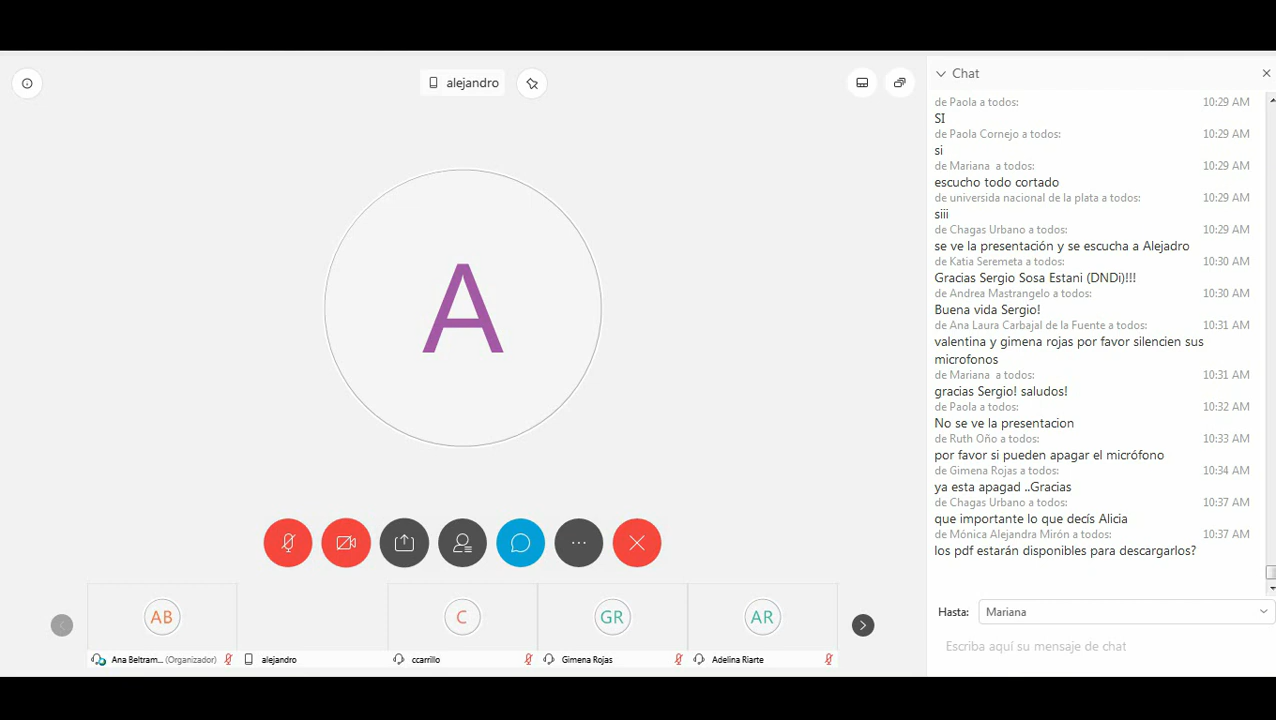 alejandro
A
AB
C
GR
AR
Ana Beltram... (Organizador)
alejandro
ccarrillo
Gimena Rojas
Adelina Riarte
Chat
de Paola a todos: 10:29 AM
SI
de Paola Cornejo a todos: 10:29 AM
si
de Mariana a todos: 10:29 AM
escucho todo cortado
de universida nacional de la plata a todos: 10:29 AM
siii
de Chagas Urbano a todos: 10:29 AM
se ve la presentación y se escucha a Alejadro
de Katia Seremeta a todos: 10:30 AM
Gracias Sergio Sosa Estani (DNDi)!!!
de Andrea Mastrangelo a todos: 10:30 AM
Buena vida Sergio!
de Ana Laura Carbajal de la Fuente a todos: 10:31 AM
valentina y gimena rojas por favor silencien sus
microfonos
de Mariana a todos: 10:31 AM
gracias Sergio! saludos!
de Paola a todos: 10:32 AM
No se ve la presentacion
de Ruth Oño a todos: 10:33 AM
por favor si pueden apagar el micrófono
de Gimena Rojas a todos: 10:34 AM
ya esta apagad ..Gracias
de Chagas Urbano a todos: 10:37 AM
que importante lo que decís Alicia
de Mónica Alejandra Mirón a todos: 10:37 AM
los pdf estarán disponibles para descargarlos?
Hasta: Mariana
Escriba aquí su mensaje de chat